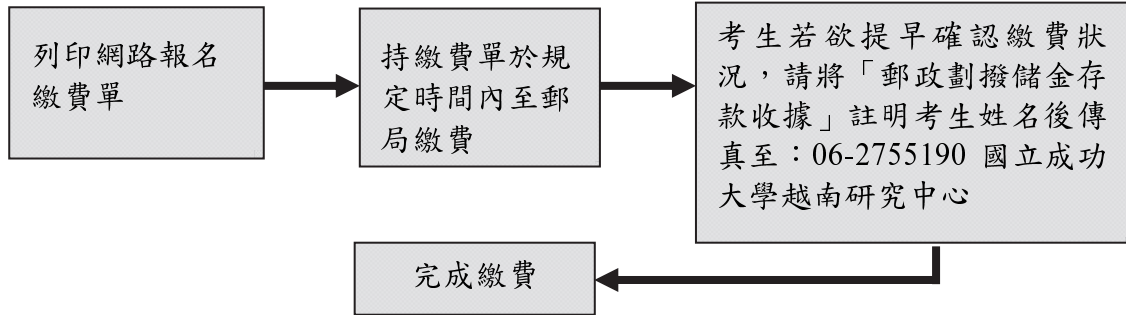 列印網路報名
繳費單
持繳費單於規
定時間內至郵
局繳費
考生若欲提早確認繳費狀
況，請將「郵政劃撥儲金存
款收據」註明考生姓名後傳
真至：06-2755190 國立成功
大學越南研究中心
完成繳費